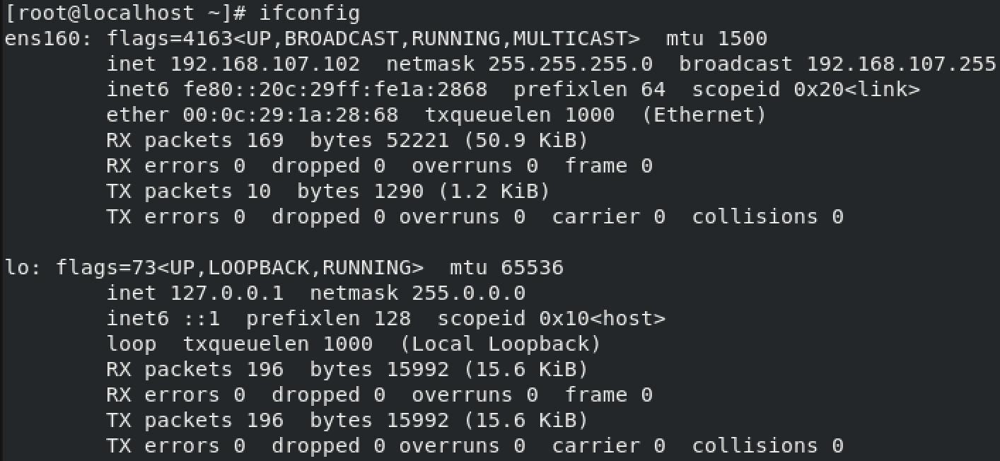 [root@localhost ~]# ifconfig
ens160: flags=4163<UP,BROADCAST,RUNNING,MULTICAST>  mtu 1500
        inet 192.168.107.102  netmask 255.255.255.0  broadcast 192.168.107.255
        inet6 fe80::20c:29ff:fe1a:2868  prefixlen 64  scopeid 0x20<link>
        ether 00:0c:29:1a:28:68  txqueuelen 1000  (Ethernet)
        RX packets 169  bytes 52221 (50.9 KiB)
        RX errors 0  dropped 0  overruns 0  frame 0
        TX packets 10  bytes 1290 (1.2 KiB)
        TX errors 0  dropped 0 overruns 0  carrier 0  collisions 0

lo: flags=73<UP,LOOPBACK,RUNNING>  mtu 65536
        inet 127.0.0.1  netmask 255.0.0.0
        inet6 ::1  prefixlen 128  scopeid 0x10<host>
        loop  txqueuelen 1000  (Local Loopback)
        RX packets 196  bytes 15992 (15.6 KiB)
        RX errors 0  dropped 0  overruns 0  frame 0
        TX packets 196  bytes 15992 (15.6 KiB)
        TX errors 0  dropped 0 overruns 0  carrier 0  collisions 0